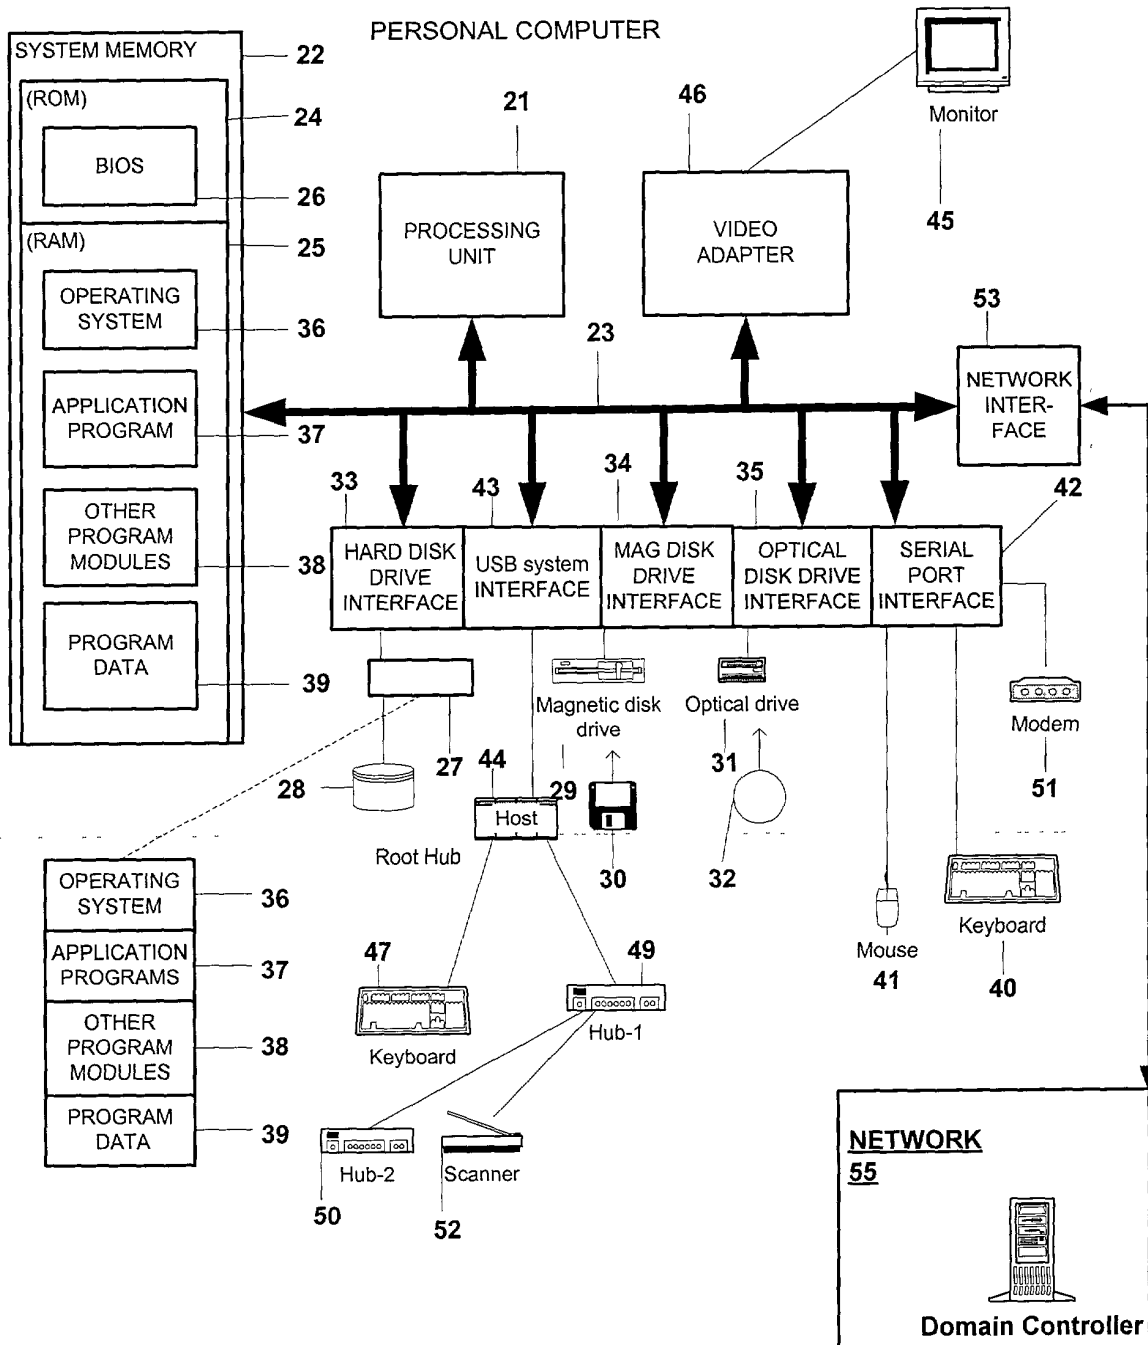 PERSONAL COMPUTER
SYSTEM MEMORY
22
(ROM)
24
BIOS
26
(RAM)
25
OPERATING
SYSTEM
36
APPLICATION
PROGRAM
37
OTHER
PROGRAM
MODULES
38
PROGRAM
DATA
39
21
PROCESSING
UNIT
46
VIDEO
ADAPTER
Monitor
45
23
53
NETWORK
INTER-
FACE
33
HARD DISK
DRIVE
INTERFACE
43
USB system
INTERFACE
34
MAG DISK
DRIVE
INTERFACE
35
OPTICAL
DISK DRIVE
INTERFACE
42
SERIAL
PORT
INTERFACE
28
27
44
Host
Root Hub
Magnetic disk
drive
29
30
Optical drive
31
32
Modem
51
Mouse
41
Keyboard
40
OPERATING
SYSTEM
36
APPLICATION
PROGRAMS
37
OTHER
PROGRAM
MODULES
38
PROGRAM
DATA
39
47
Keyboard
49
Hub-1
Hub-2
50
Scanner
52
NETWORK
55
Domain Controller